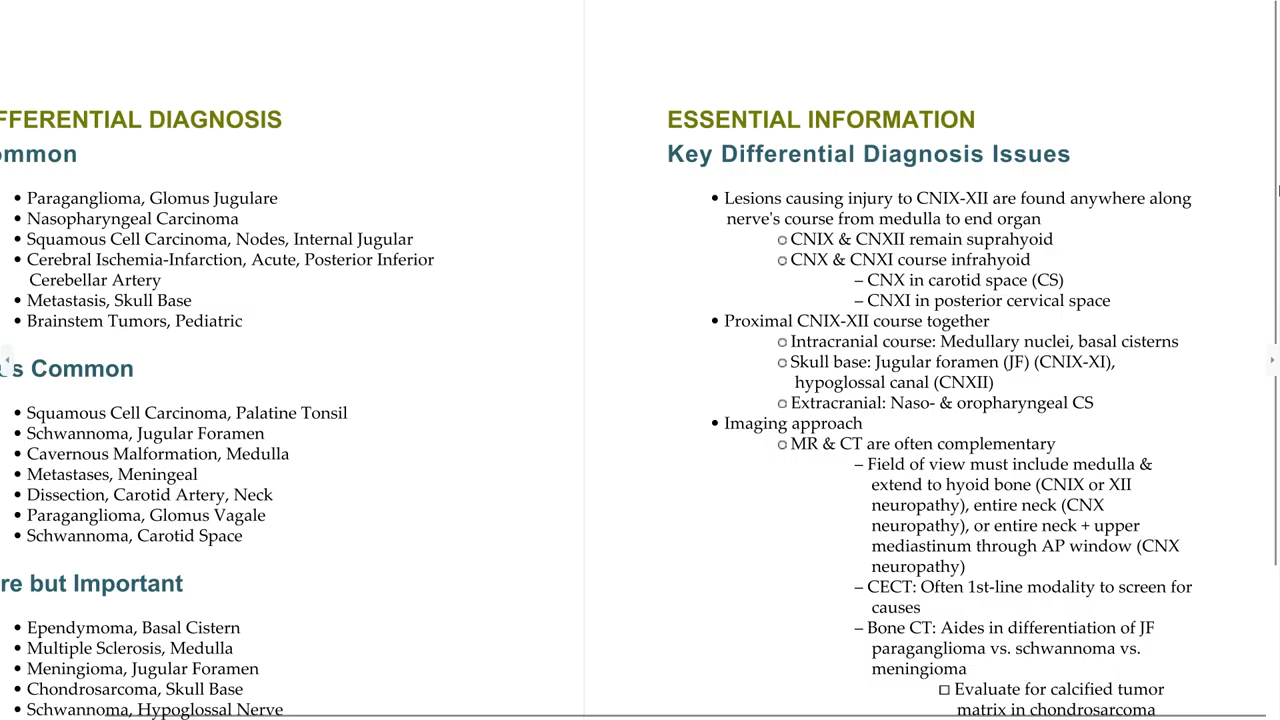 FFERENTIAL DIAGNOSIS
ommon
• Paraganglioma, Glomus Jugulare
• Nasopharyngeal Carcinoma
• Squamous Cell Carcinoma, Nodes, Internal Jugular
• Cerebral Ischemia-Infarction, Acute, Posterior Inferior
Cerebellar Artery
• Metastasis, Skull Base
• Brainstem Tumors, Pediatric
s Common
• Squamous Cell Carcinoma, Palatine Tonsil
• Schwannoma, Jugular Foramen
• Cavernous Malformation, Medulla
• Metastases, Meningeal
• Dissection, Carotid Artery, Neck
• Paraganglioma, Glomus Vagale
• Schwannoma, Carotid Space
re but Important
• Ependymoma, Basal Cistern
• Multiple Sclerosis, Medulla
• Meningioma, Jugular Foramen
• Chondrosarcoma, Skull Base
• Schwannoma, Hypoglossal Nerve
ESSENTIAL INFORMATION
Key Differential Diagnosis Issues
• Lesions causing injury to CNIX-XII are found anywhere along
nerve's course from medulla to end organ
○ CNIX & CNXII remain suprahyoid
○ CNX & CNXI course infrahyoid
– CNX in carotid space (CS)
– CNXI in posterior cervical space
• Proximal CNIX-XII course together
○ Intracranial course: Medullary nuclei, basal cisterns
○ Skull base: Jugular foramen (JF) (CNIX-XI),
hypoglossal canal (CNXII)
○ Extracranial: Naso- & oropharyngeal CS
• Imaging approach
○ MR & CT are often complementary
– Field of view must include medulla &
extend to hyoid bone (CNIX or XII
neuropathy), entire neck (CNX
neuropathy), or entire neck + upper
mediastinum through AP window (CNX
neuropathy)
– CECT: Often 1st-line modality to screen for
causes
– Bone CT: Aides in differentiation of JF
paraganglioma vs. schwannoma vs.
meningioma
□ Evaluate for calcified tumor
matrix in chondrosarcoma